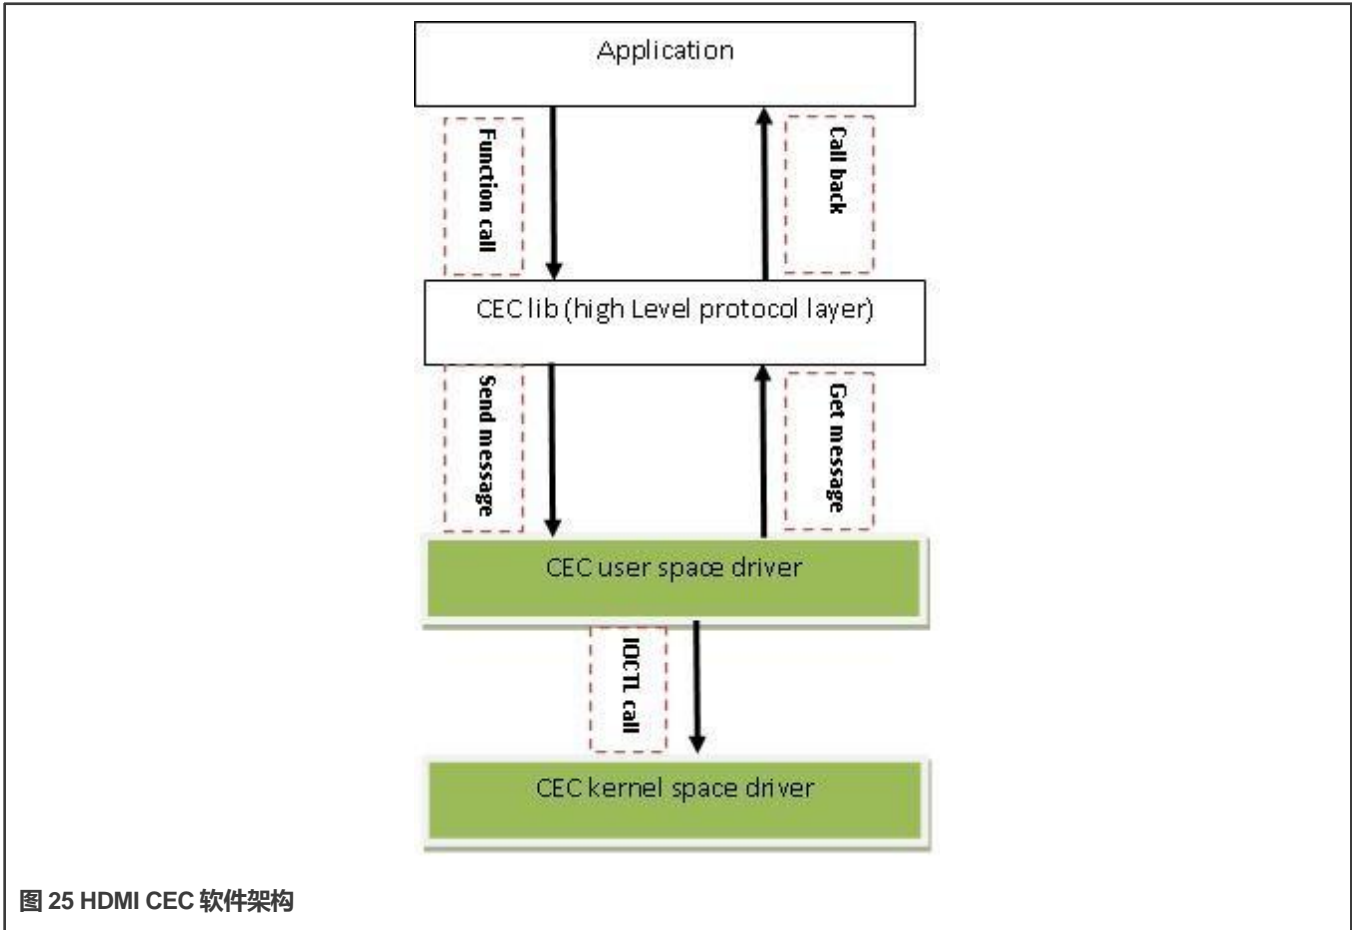 Application
Function call
Call back
CEC lib (high Level protocol layer)
Send message
Get message
CEC user space driver
IOCTL call
CEC kernel space driver
图 25 HDMI CEC 软件架构